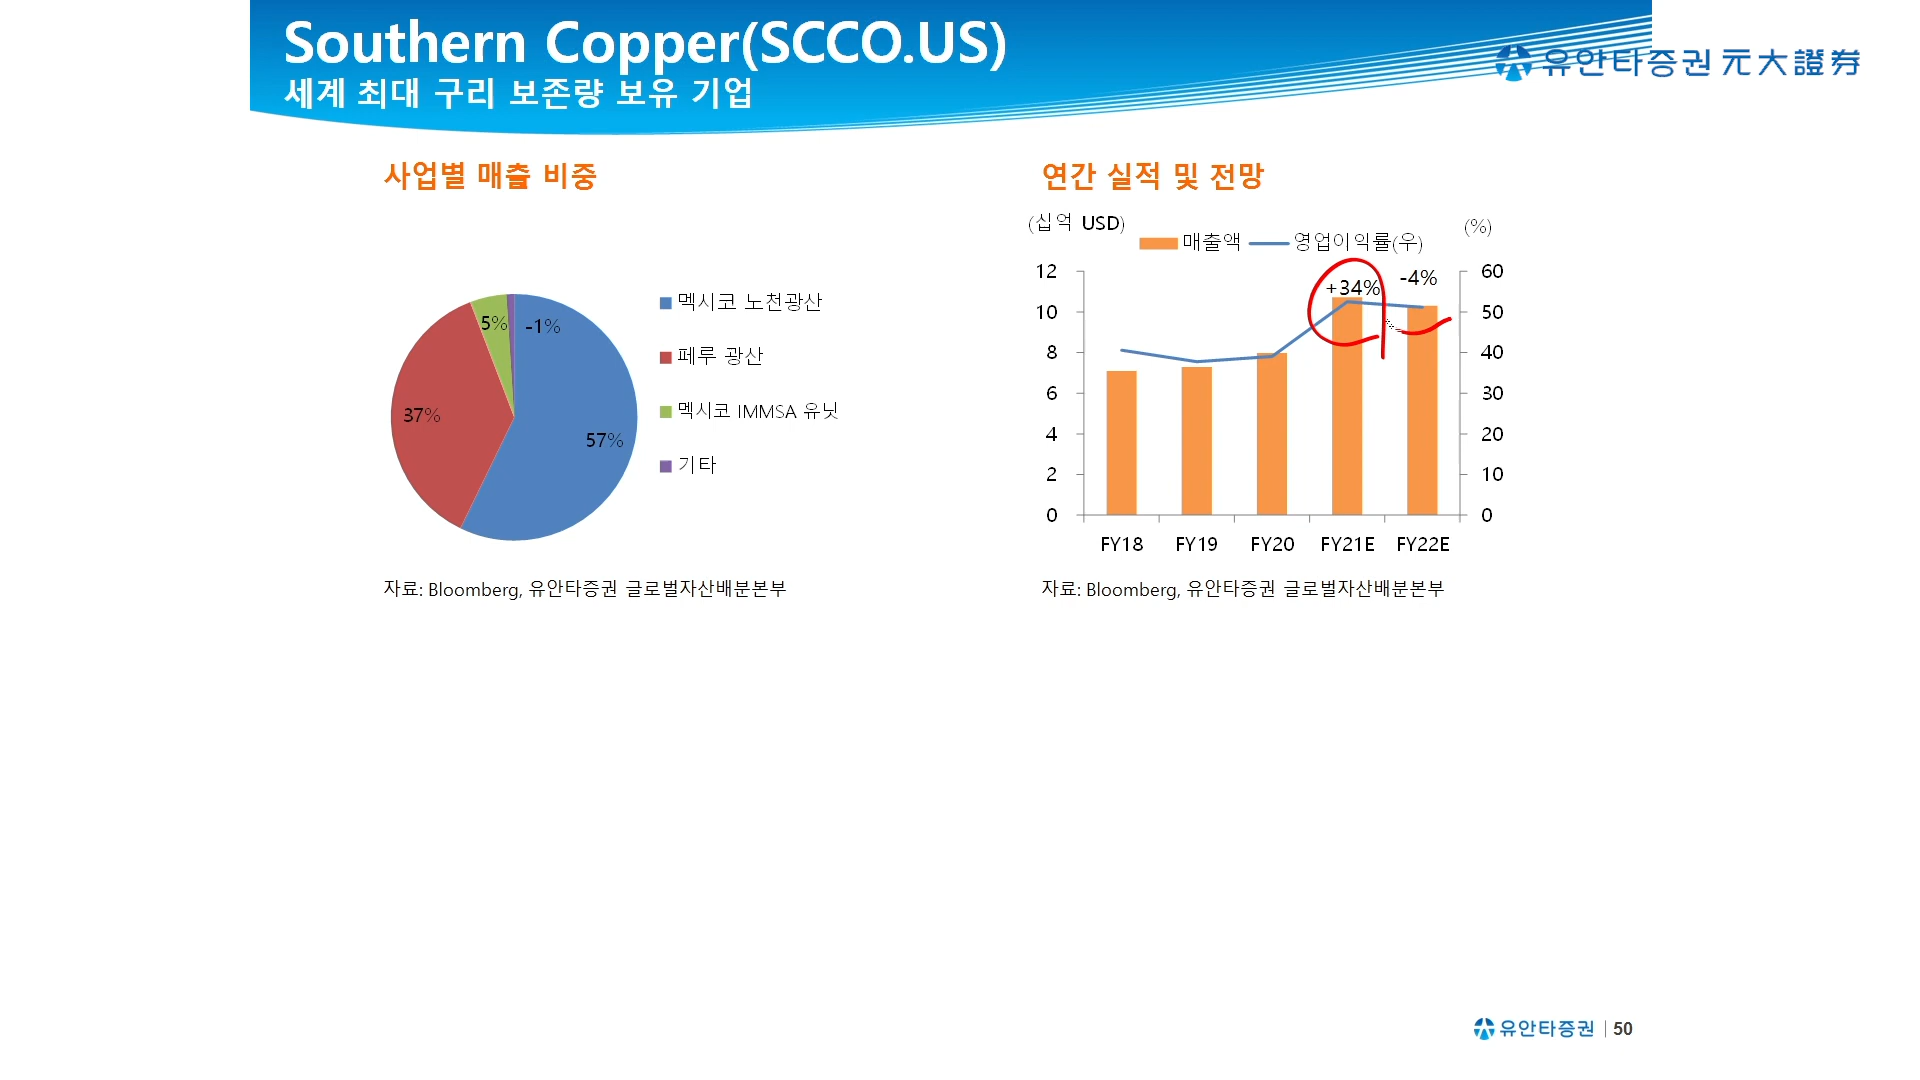 Southern Copper(SCCO.US)
세계 최대 구리 보존량 보유 기업
유안타증권 元大證券
사업별 매출 비중
5%
-1%
37%
57%
멕시코 노천광산
페루 광산
멕시코 IMMSA 유닛
기타
자료: Bloomberg, 유안타증권 글로벌자산배분본부
연간 실적 및 전망
(십억 USD)
(%)
매출액
영업이익률(우)
+34%
-4%
12
10
8
6
4
2
0
60
50
40
30
20
10
0
FY18 FY19 FY20 FY21E FY22E
자료: Bloomberg, 유안타증권 글로벌자산배분본부
유안타증권 | 50